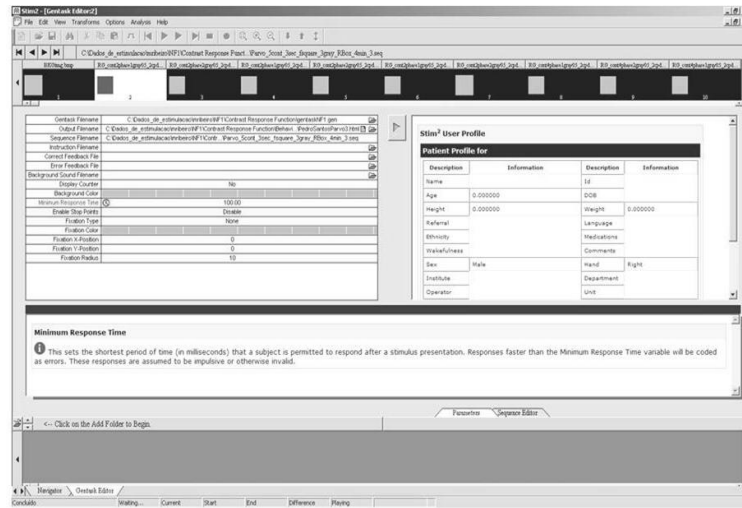 Stim2 - [Gentask Editor:2]
File Edit View Transforms Options Analysis Help
Gentask Filename
Output Filename
Sequence Filename
Instruction Filename
Correct Feedback File
Error Feedback File
Background Sound Filename
Display Counter No
Background Color
Minimum Response Time 100.00
Enable Stop Points Disable
Fixation Type None
Fixation Color
Fixation X-Position 0
Fixation Y-Position 0
Fixation Radius 10
Stim² User Profile
Patient Profile for
Description Information Description Information
Name Id
Age 0.000000 DOB
Height 0.000000 Weight 0.000000
Referral Language
Ethnicity Medications
Wakefulness Comments
Sex Male Hand Right
Institute Department
Operator Unit
Minimum Response Time
This sets the shortest period of time (in milliseconds) that a subject is permitted to respond after a stimulus presentation. Responses faster than the Minimum Response Time variable will be coded
as errors. These responses are assumed to be impulsive or otherwise invalid.
Parameters Sequence Editor
<-- Click on the Add Folder to Begin.
Navigator Gentask Editor
Concluído Waiting... Current Start End Difference Playing